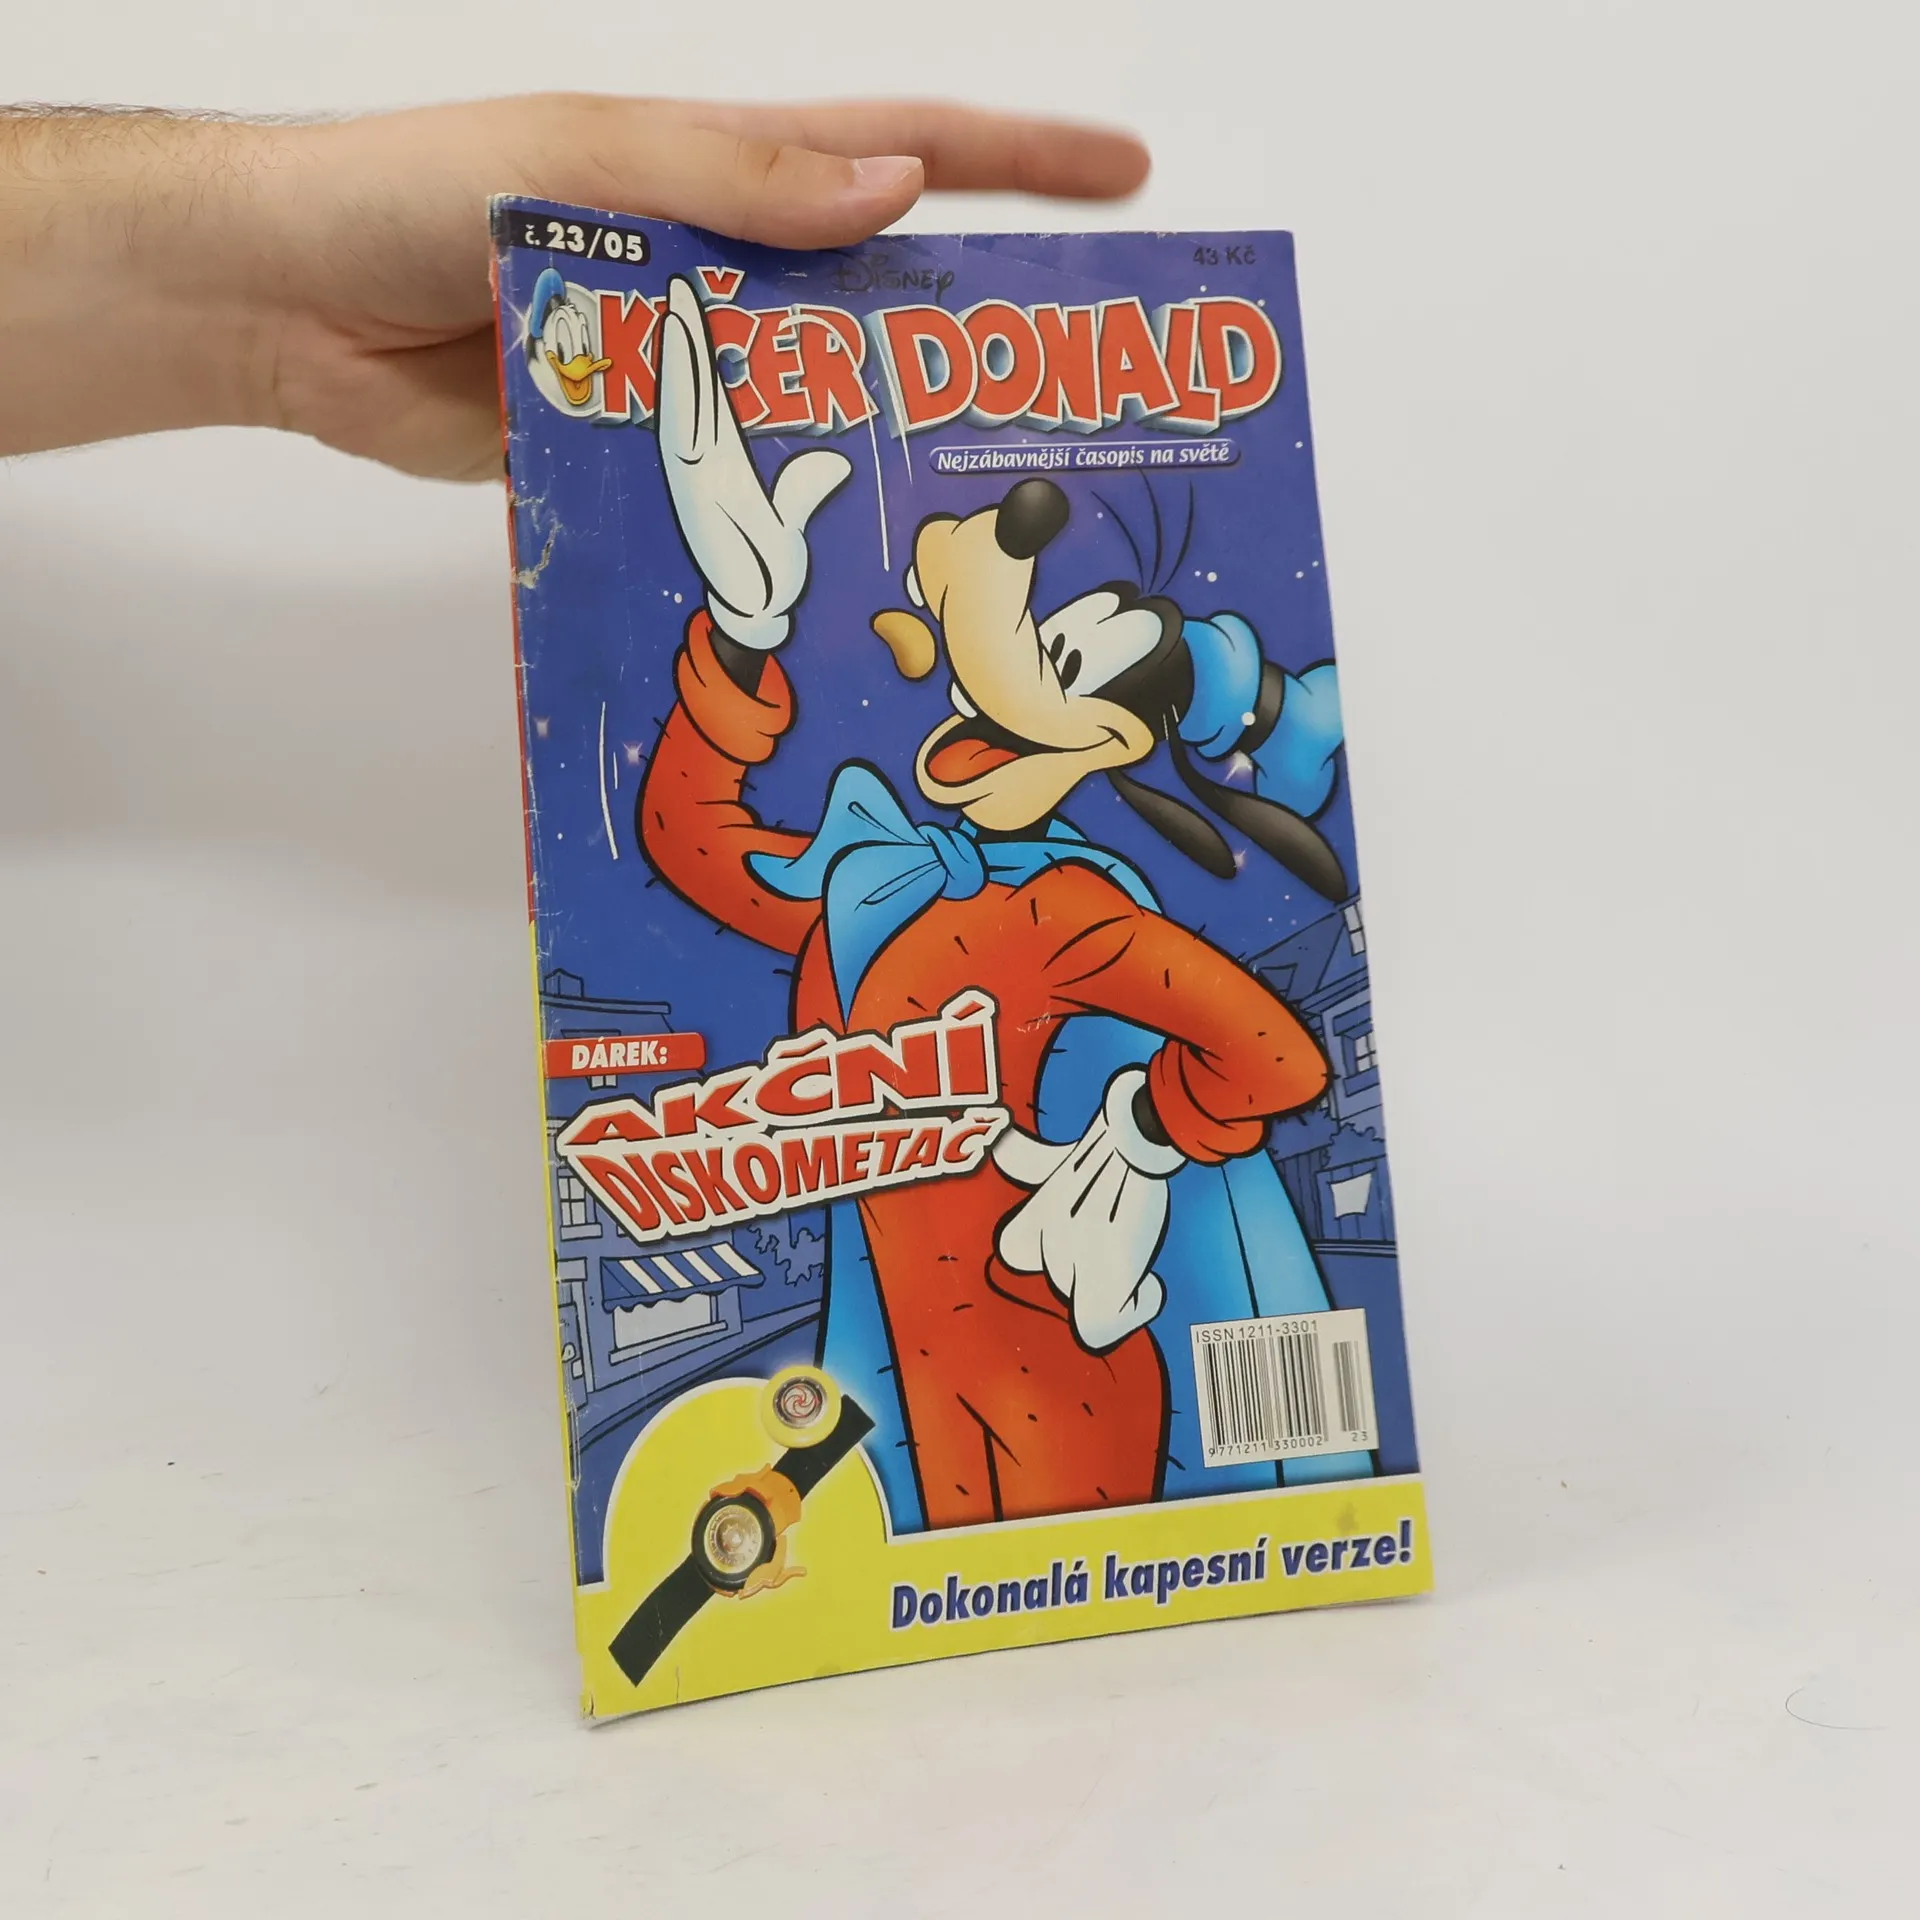 č. 23/05
43 Kč
Disney
KAČER DONALD
Nejzábavnější časopis na světě
DÁREK:
AKČNÍ
DISKOMETAČ
ISSN 1211-3301
9 771211 330002
23
Dokonalá kapesní verze!